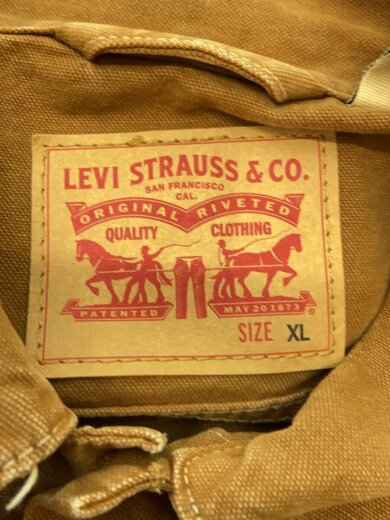 LEVI STRAUSS & CO.
SAN FRANCISCO
CAL.
ORIGINAL RIVETED
QUALITY CLOTHING
PATENTED MAY 20 1873 ®
SIZE XL